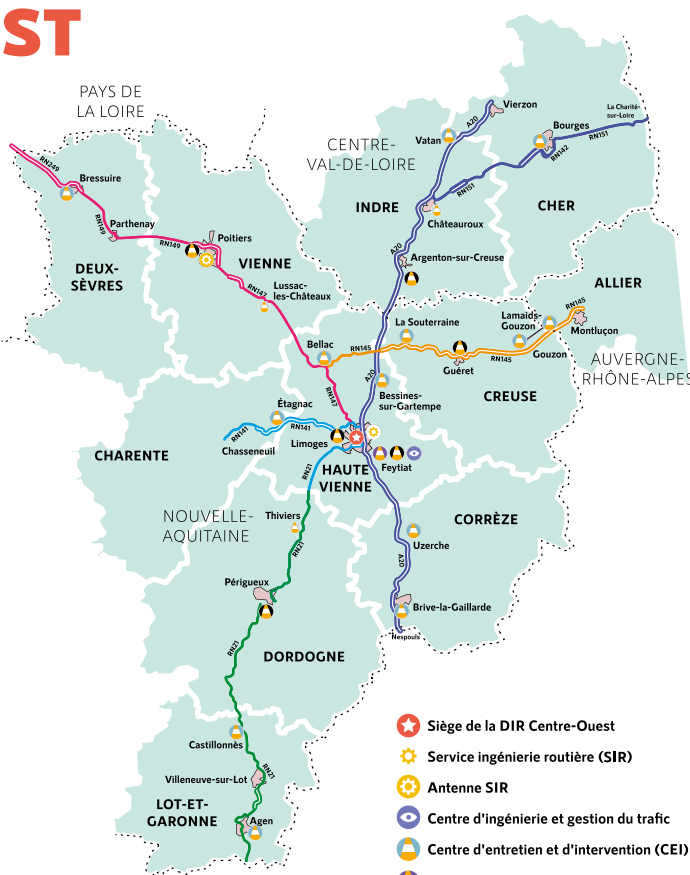 ST
PAYS DE
LA LOIRE
CENTRE-
VAL-DE-LOIRE
Vierzon
A20
Vatan
La Charité-
sur-Loire
Bourges
RN151
RN142
RN151
RN249
Bressuire
RN149
Parthenay
RN149
Poitiers
INDRE
CHER
Châteauroux
VIENNE
DEUX-
SÈVRES
RN147
Lussac-
les-Châteaux
A20
Argenton-sur-Creuse
ALLIER
La Souterraine
Lamaids-
Gouzon
RN145
Montluçon
Bellac
RN145
Guéret
RN145
Gouzon
AUVERGNE-
RHÔNE-ALPES
A20
Bessines-
sur-Gartempe
CREUSE
RN147
Étagnac
RN141
RN141
Chasseneuil
Limoges
CHARENTE
RN21
HAUTE
VIENNE
Feytiat
NOUVELLE-
AQUITAINE
Thiviers
CORRÈZE
RN21
A20
Uzerche
Périgueux
Brive-la-Gaillarde
Nespouls
RN21
DORDOGNE
Castillonnès
Villeneuve-sur-Lot
RN21
LOT-ET-
GARONNE
Agen
Siège de la DIR Centre-Ouest
Service ingénierie routière (SIR)
Antenne SIR
Centre d'ingénierie et gestion du trafic
Centre d'entretien et d'intervention (CEI)